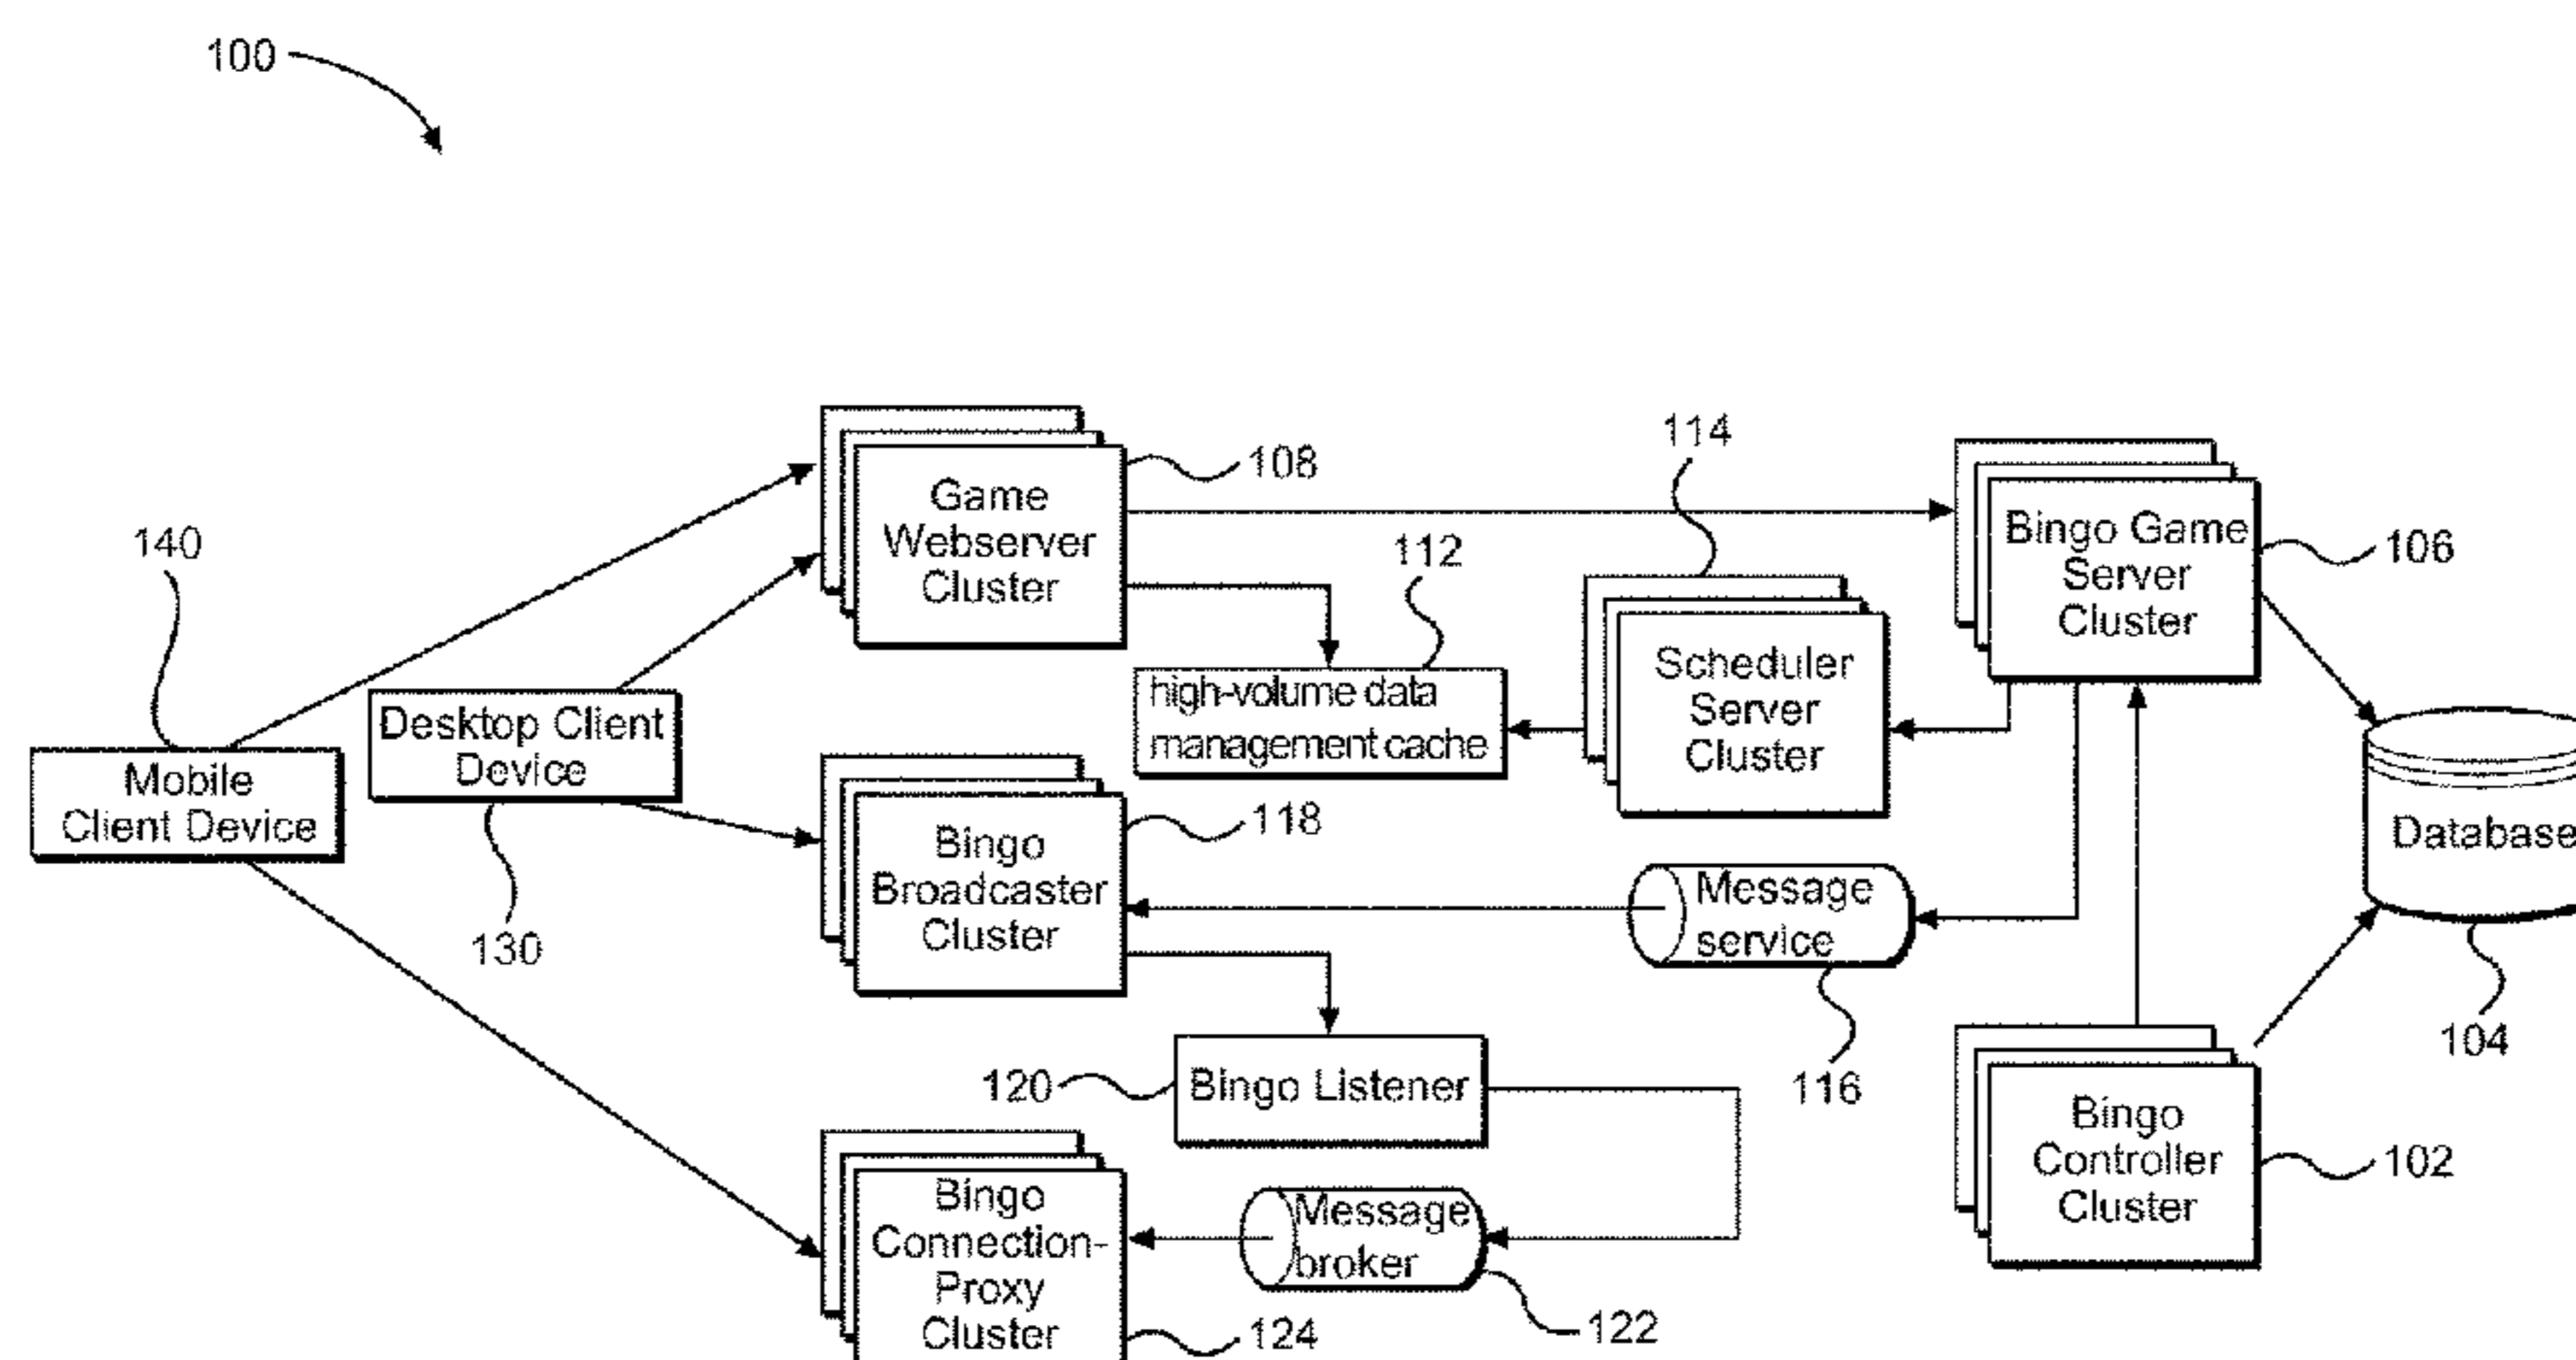 100
140
Mobile
Client Device
Desktop Client
Device
130
Game
Webserver
Cluster
108
112
high-volume data
management cache
114
Scheduler
Server
Cluster
Bingo Game
Server
Cluster
106
Bingo
Broadcaster
Cluster
118
Message
service
116
Database
104
120
Bingo Listener
Bingo
Controller
Cluster
102
Bingo
Connection-
Proxy
Cluster
124
Message
broker
122